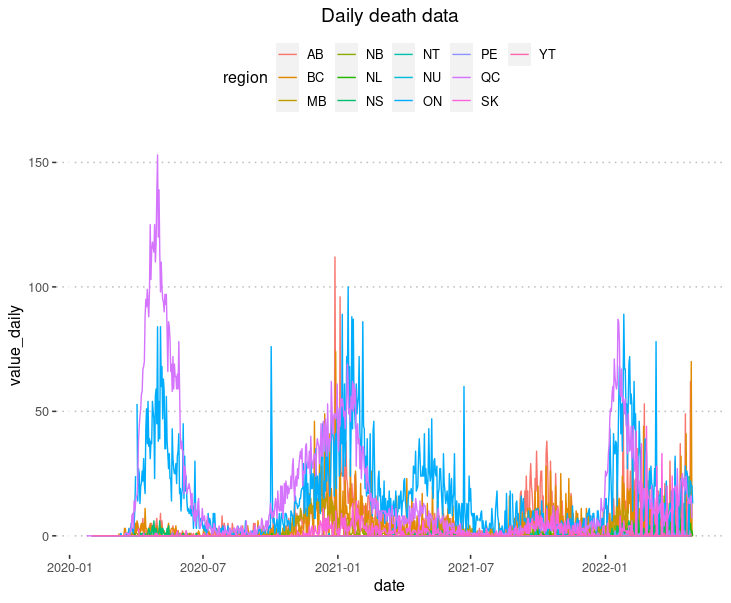 Daily death data
AB NB NT PE YT
region BC NL NU QC
MB NS ON SK
150
100
50
0
2020-01 2020-07 2021-01 2021-07 2022-01
date
value_daily